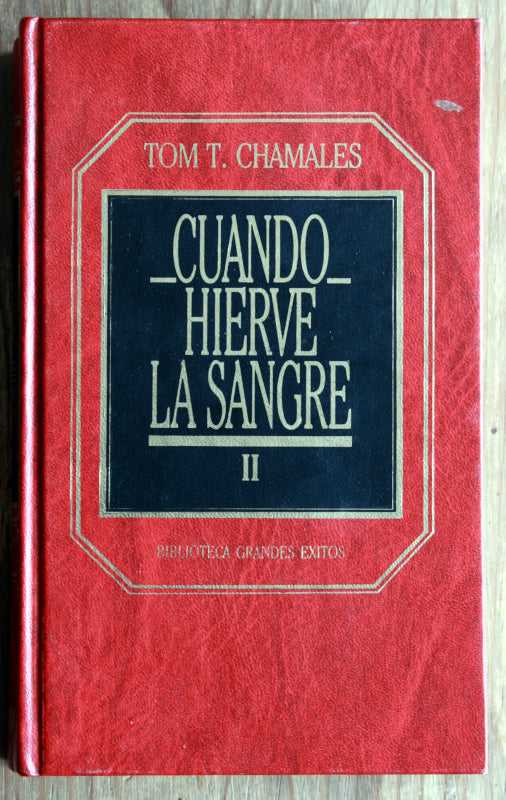 TOM T. CHAMALES
CUANDO
HIERVE
LA SANGRE
II
BIBLIOTECA GRANDES EXITOS